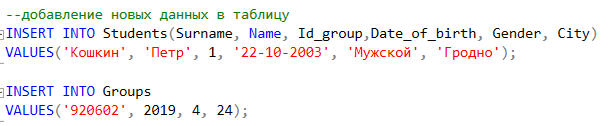 --добавление новых данных в таблицу
INSERT INTO Students(Surname, Name, Id_group,Date_of_birth, Gender, City)
VALUES('Кошкин', 'Петр', 1, '22-10-2003', 'Мужской', 'Гродно');
INSERT INTO Groups
VALUES('920602', 2019, 4, 24);